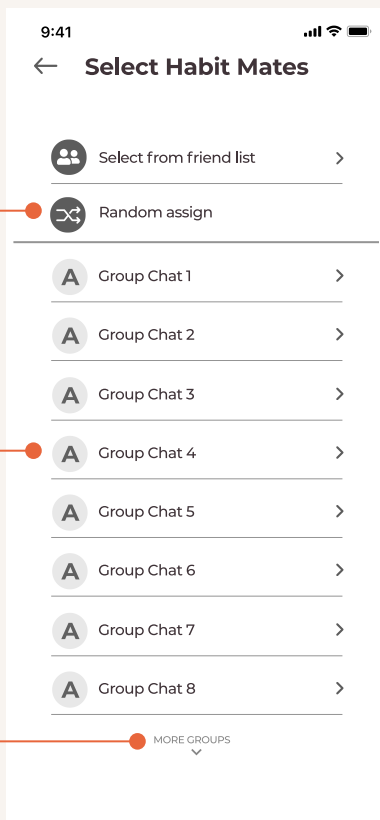 9:41
Select Habit Mates
Select from friend list
Random assign
A Group Chat 1
A Group Chat 2
A Group Chat 3
A Group Chat 4
A Group Chat 5
A Group Chat 6
A Group Chat 7
A Group Chat 8
MORE GROUPS